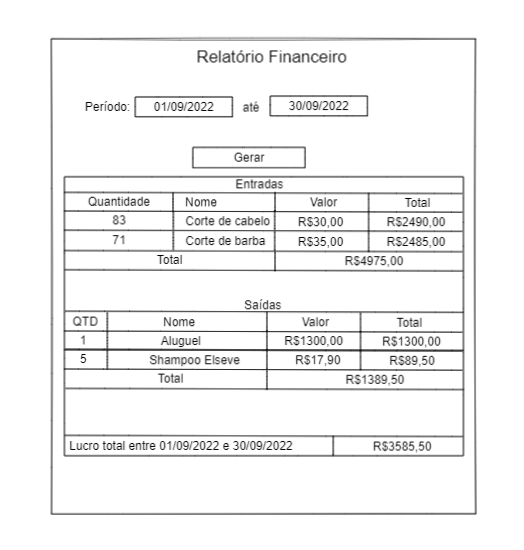 Relatório Financeiro
Período: 01/09/2022 até 30/09/2022
Gerar
Entradas
Quantidade Nome Valor Total
83 Corte de cabelo R$30,00 R$2490,00
71 Corte de barba R$35,00 R$2485,00
Total R$4975,00
Saídas
QTD Nome Valor Total
1 Aluguel R$1300,00 R$1300,00
5 Shampoo Elseve R$17,90 R$89,50
Total R$1389,50
Lucro total entre 01/09/2022 e 30/09/2022 R$3585,50